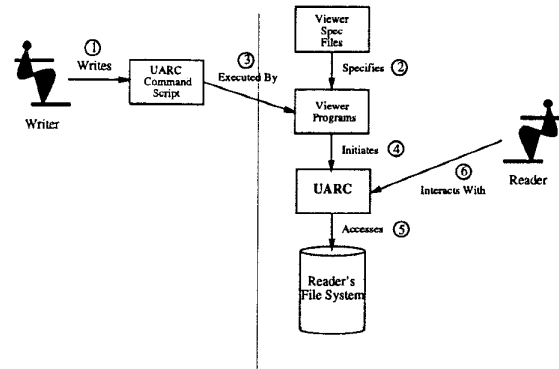 Viewer
Spec
Files
① Writes
UARC
Command
Script
③ Executed By
Specifies ②
Viewer
Programs
Writer
Initiates ④
UARC
⑥
Interacts With
Reader
Accesses ⑤
Reader's
File System